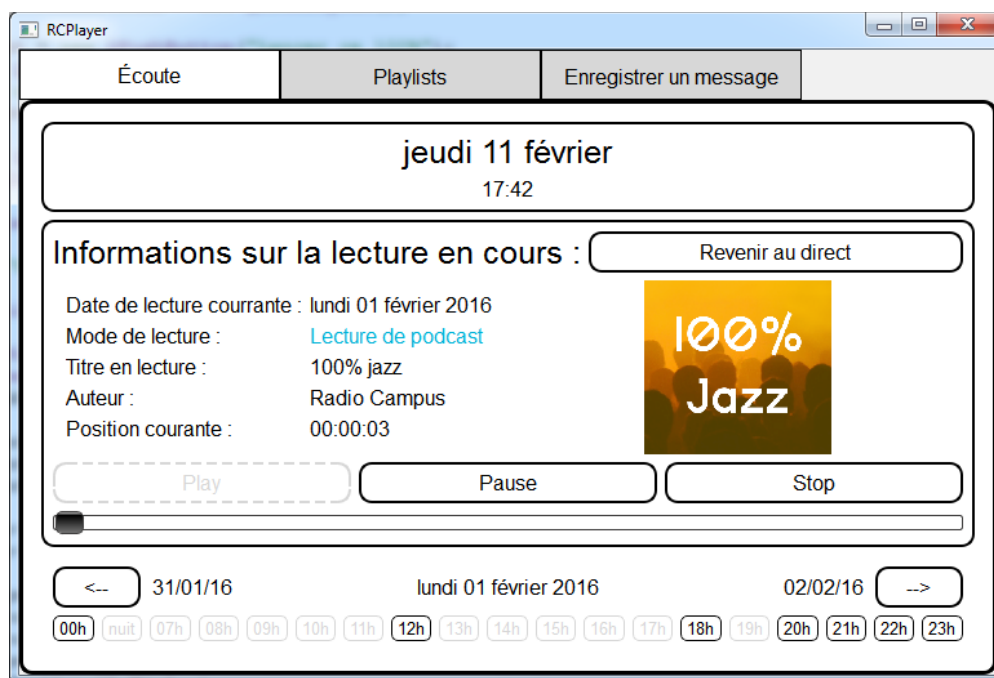 RCPlayer
Écoute Playlists Enregistrer un message
jeudi 11 février
17:42
Informations sur la lecture en cours : Revenir au direct
Date de lecture courrante : lundi 01 février 2016
Mode de lecture : Lecture de podcast
Titre en lecture : 100% jazz
Auteur : Radio Campus
Position courante : 00:00:03
100%
Jazz
Play Pause Stop
<-- 31/01/16 lundi 01 février 2016 02/02/16 -->
00h nuit 07h 08h 09h 10h 11h 12h 13h 14h 15h 16h 17h 18h 19h 20h 21h 22h 23h